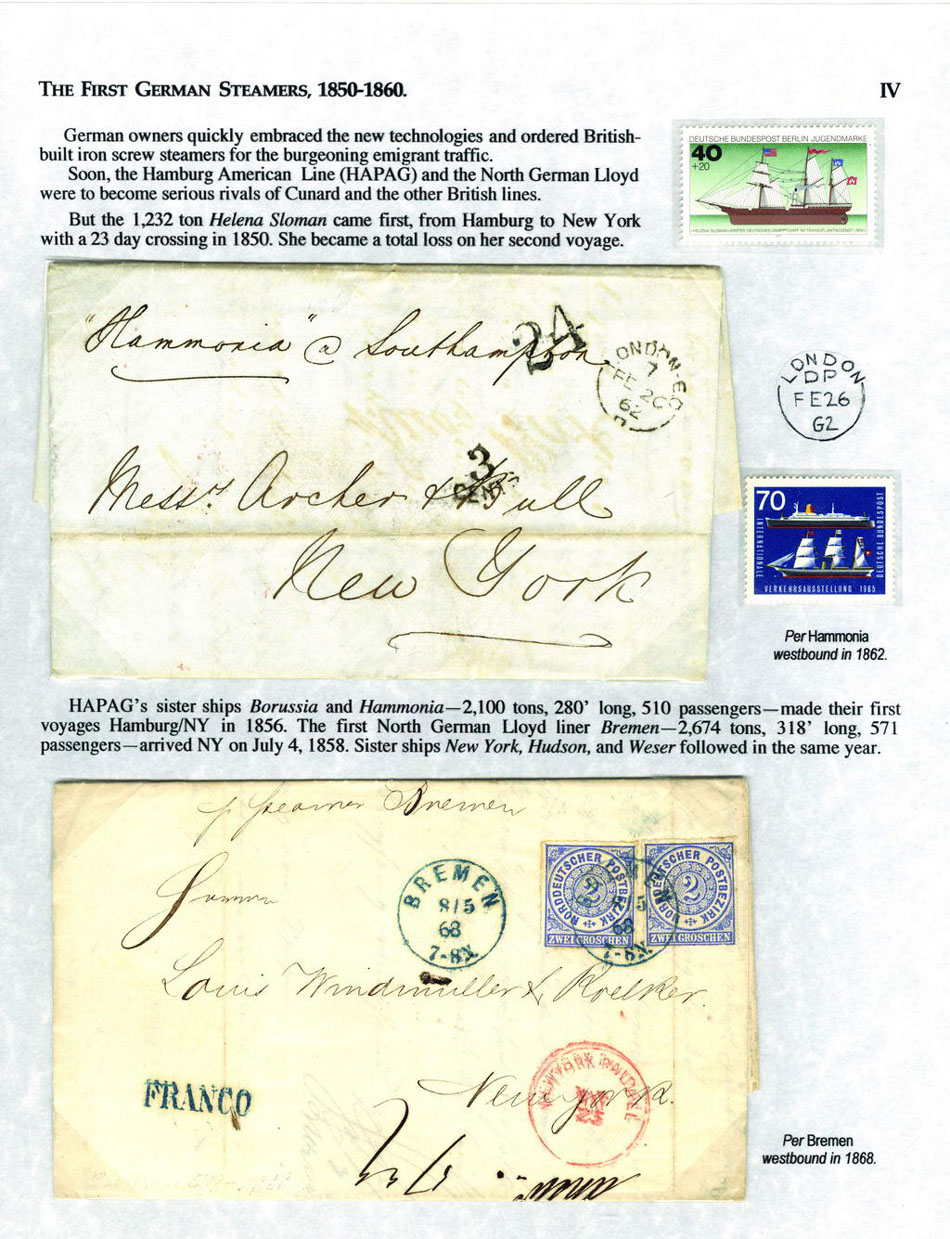 THE FIRST GERMAN STEAMERS, 1850-1860.
IV
German owners quickly embraced the new technologies and ordered British-
built iron screw steamers for the burgeoning emigrant traffic.
Soon, the Hamburg American Line (HAPAG) and the North German Lloyd
were to become serious rivals of Cunard and the other British lines.
But the 1,232 ton Helena Sloman came first, from Hamburg to New York
with a 23 day crossing in 1850. She became a total loss on her second voyage.
DEUTSCHE BUNDESPOST BERLIN JUGENDMARKE
40
+20
"Hammonia" @ Southampton
24
LONDON-EC
7
FE 20
62
LONDON
DP
FE26
62
3
CENTS
Messrs Archer & Bull
New York
70
INTERNATIONALE
VERKEHRSAUSSTELLUNG 1965
DEUTSCHE BUNDESPOST
Per Hammonia
westbound in 1862.
HAPAG's sister ships Borussia and Hammonia—2,100 tons, 280' long, 510 passengers—made their first
voyages Hamburg/NY in 1856. The first North German Lloyd liner Bremen—2,674 tons, 318' long, 571
passengers—arrived NY on July 4, 1858. Sister ships New York, Hudson, and Weser followed in the same year.
p steamer Bremen
BREMEN
8/5
68
7-8N
NORDDEUTSCHER POSTBEZIRK
2
ZWEI GROSCHEN
NORDDEUTSCHER POSTBEZIRK
2
ZWEI GROSCHEN
Herren
Louis Windmuller & Roelker.
New York.
FRANCO
NEW YORK PAID ALL
Per Bremen
westbound in 1868.